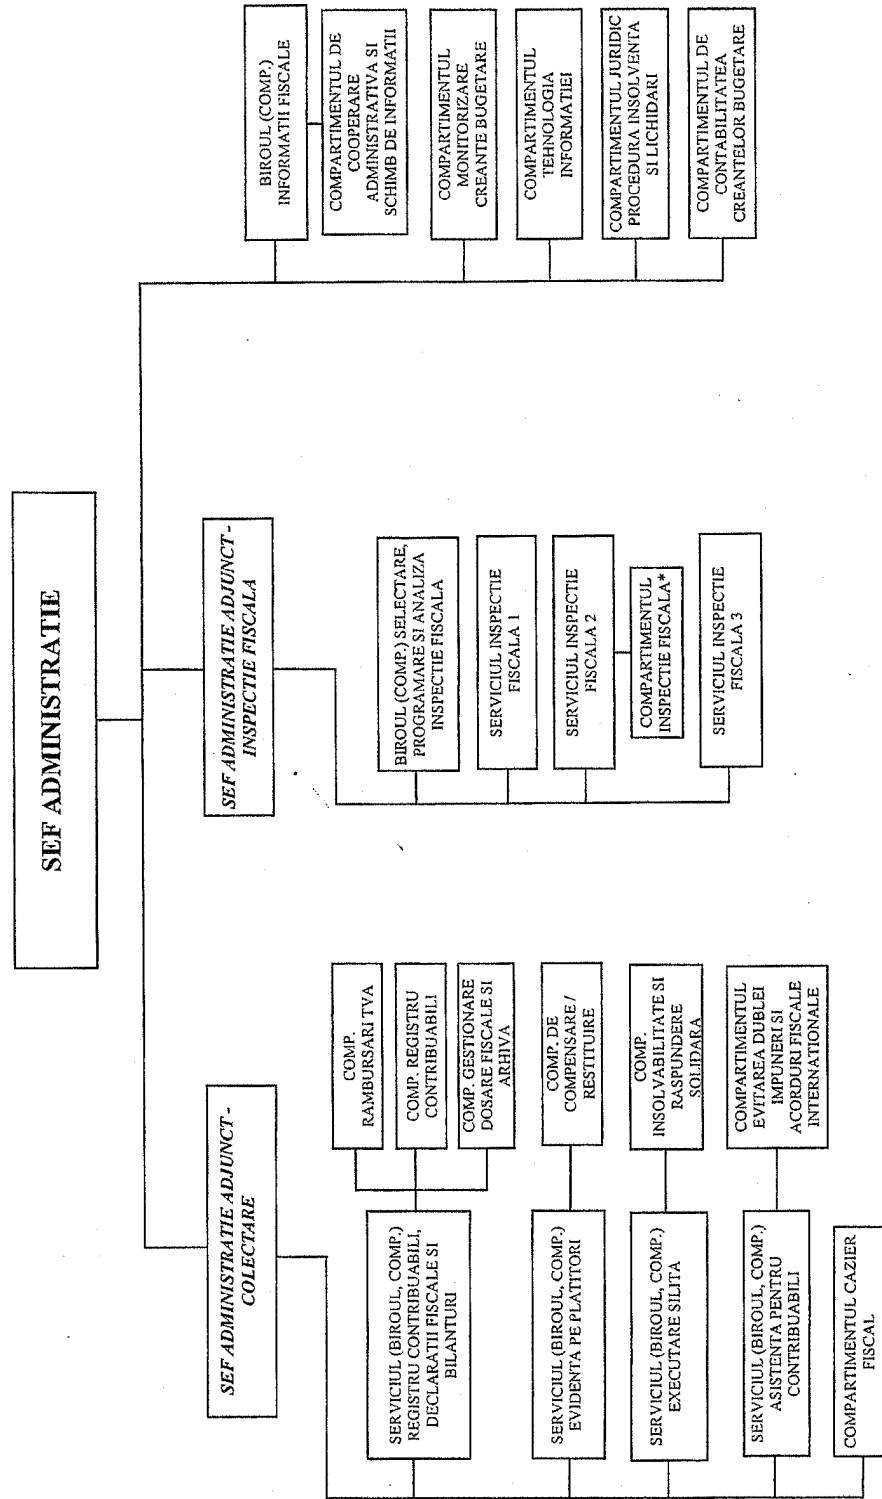 SEF ADMINISTRATIE
SEF ADMINISTRATIE ADJUNCT -
COLECTARE
SERVICIUL (BIROUL, COMP.)
REGISTRU CONTRIBUABILI,
DECLARATII FISCALE SI
BILANTURI
COMP.
RAMBURSARI TVA
COMP. REGISTRU
CONTRIBUABILI
COMP. GESTIONARE
DOSARE FISCALE SI
ARHIVA
SERVICIUL (BIROUL, COMP.)
EVIDENTA PE PLATITORI
COMP. DE
COMPENSARE /
RESTITUIRE
SERVICIUL (BIROUL, COMP.)
EXECUTARE SILITA
COMP.
INSOLVABILITATE SI
RASPUNDERE
SOLIDARA
SERVICIUL (BIROUL, COMP.)
ASISTENTA PENTRU
CONTRIBUABILI
COMPARTIMENTUL
EVITAREA DUBLEI
IMPUNERI SI
ACORDURI FISCALE
INTERNATIONALE
COMPARTIMENTUL CAZIER
FISCAL
SEF ADMINISTRATIE ADJUNCT -
INSPECTIE FISCALA
BIROUL (COMP.) SELECTARE,
PROGRAMARE SI ANALIZA
INSPECTIE FISCALA
SERVICIUL INSPECTIE
FISCALA 1
SERVICIUL INSPECTIE
FISCALA 2
COMPARTIMENTUL
INSPECTIE FISCALA*
SERVICIUL INSPECTIE
FISCALA 3
BIROUL (COMP.)
INFORMATII FISCALE
COMPARTIMENTUL DE
COOPERARE
ADMINISTRATIVA SI
SCHIMB DE INFORMATII
COMPARTIMENTUL
MONITORIZARE
CREANTE BUGETARE
COMPARTIMENTUL
TEHNOLOGIA
INFORMATIEI
COMPARTIMENTUL JURIDIC
PROCEDURA INSOLVENTA
SI LICHIDARI
COMPARTIMENTUL DE
CONTABILITATEA
CREANTELOR BUGETARE